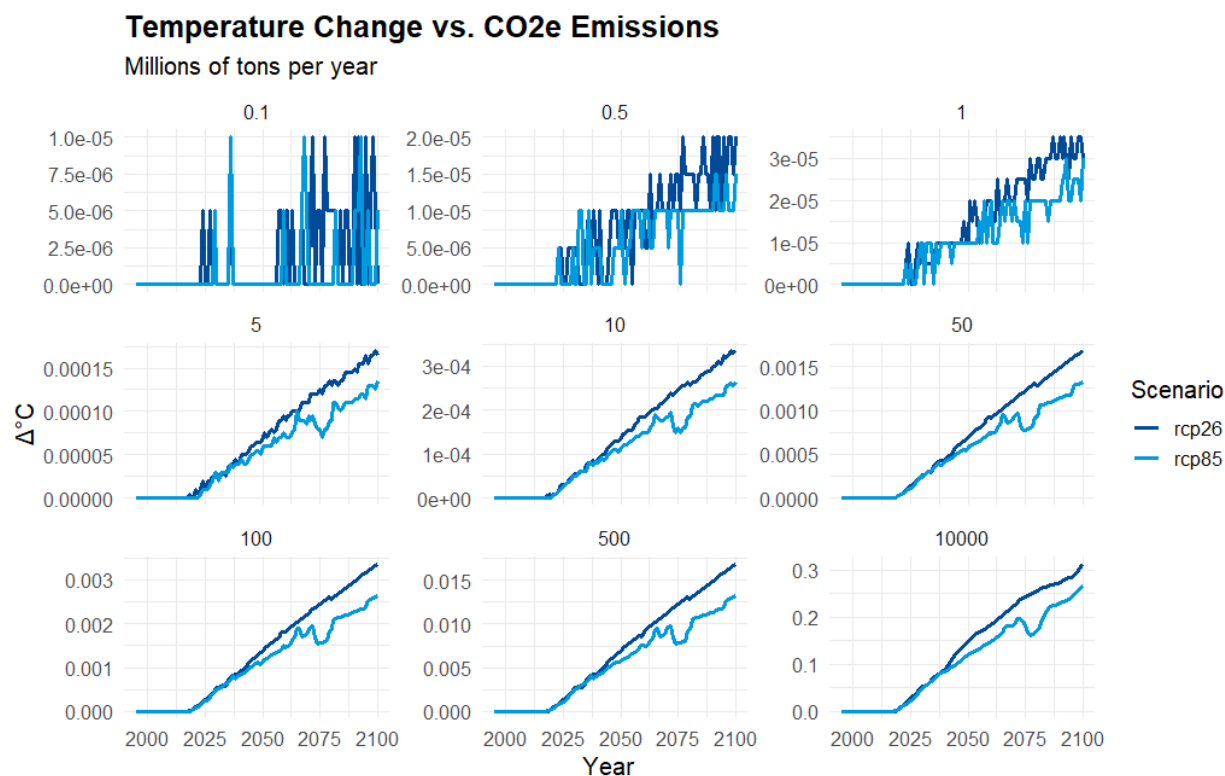 Temperature Change vs. CO2e Emissions
Millions of tons per year
0.1
0.5
1
1.0e-05
7.5e-06
5.0e-06
2.5e-06
0.0e+00
2.0e-05
1.5e-05
1.0e-05
5.0e-06
0.0e+00
3e-05
2e-05
1e-05
0e+00
5
10
50
0.00015
0.00010
0.00005
0.00000
3e-04
2e-04
1e-04
0e+00
0.0015
0.0010
0.0005
0.0000
100
500
10000
0.003
0.002
0.001
0.000
0.015
0.010
0.005
0.000
0.3
0.2
0.1
0.0
2000 2025 2050 2075 2100
2000 2025 2050 2075 2100
2000 2025 2050 2075 2100
Δ°C
Year
Scenario
rcp26
rcp85